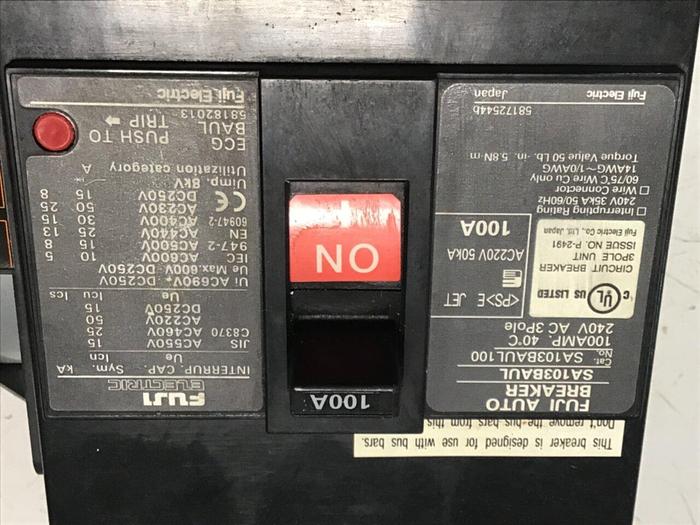 This breaker is designed for use with bus bars.
Don't remove the bus bars from this
FUJI AUTO
BREAKER
SA103BAUL
Cat. No. SA103BAUL100
100AMP, 40°C
240V AC 3Pole
C UL US LISTED
CIRCUIT BREAKER
3POLE UNIT
ISSUE NO. P-2491
Fuji Electric Co., Ltd. Japan
<PS>E JET
AC220V 50kA
100A
□ Interrupting Rating
240V 35kA 50/60Hz
□ Wire Connector
60/75°C Wire Cu only
14AWG~1/0AWG
Torque Value 50 Lb.-in. 5.8N·m
58172544b
Fuji Electric Japan
100A
ON
FUJI
ELECTRIC
INTERRUP. CAP. Sym. kA
Ue Icn
JIS AC550V 15
C8370 AC460V 25
AC220V 50
DC250V 15
Ue Icu Ics
Ui AC690V DC250V
Ue Max.600V DC250V
IEC AC600V 10 5
947-2 AC500V 15 8
EN AC440V 25 13
60947-2 AC400V 30 15
AC230V 50 25
CE DC250V 15 8
Uimp. 8kV
Utilization category A
ECG PUSH TO
BAUL TRIP →
58182013
Fuji Electric